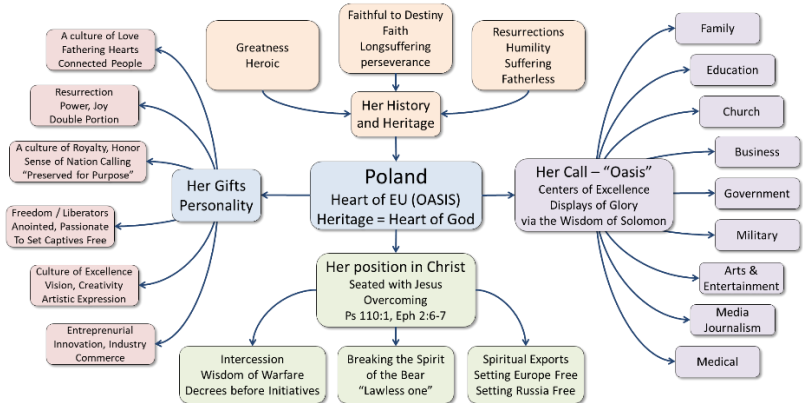 A culture of Love
Fathering Hearts
Connected People
Resurrection
Power, Joy
Double Portion
A culture of Royalty, Honor
Sense of Nation Calling
"Preserved for Purpose"
Freedom / Liberators
Anointed, Passionate
To Set Captives Free
Culture of Excellence
Vision, Creativity
Artistic Expression
Entreprenurial
Innovation, Industry
Commerce
Her Gifts
Personality
Greatness
Heroic
Faithful to Destiny
Faith
Longsuffering
perseverance
Resurrections
Humility
Suffering
Fatherless
Her History
and Heritage
Poland
Heart of EU (OASIS)
Heritage = Heart of God
Her position in Christ
Seated with Jesus
Overcoming
Ps 110:1, Eph 2:6-7
Intercession
Wisdom of Warfare
Decrees before Initiatives
Breaking the Spirit
of the Bear
"Lawless one"
Spiritual Exports
Setting Europe Free
Setting Russia Free
Her Call – "Oasis"
Centers of Excellence
Displays of Glory
via the Wisdom of Solomon
Family
Education
Church
Business
Government
Military
Arts &
Entertainment
Media
Journalism
Medical